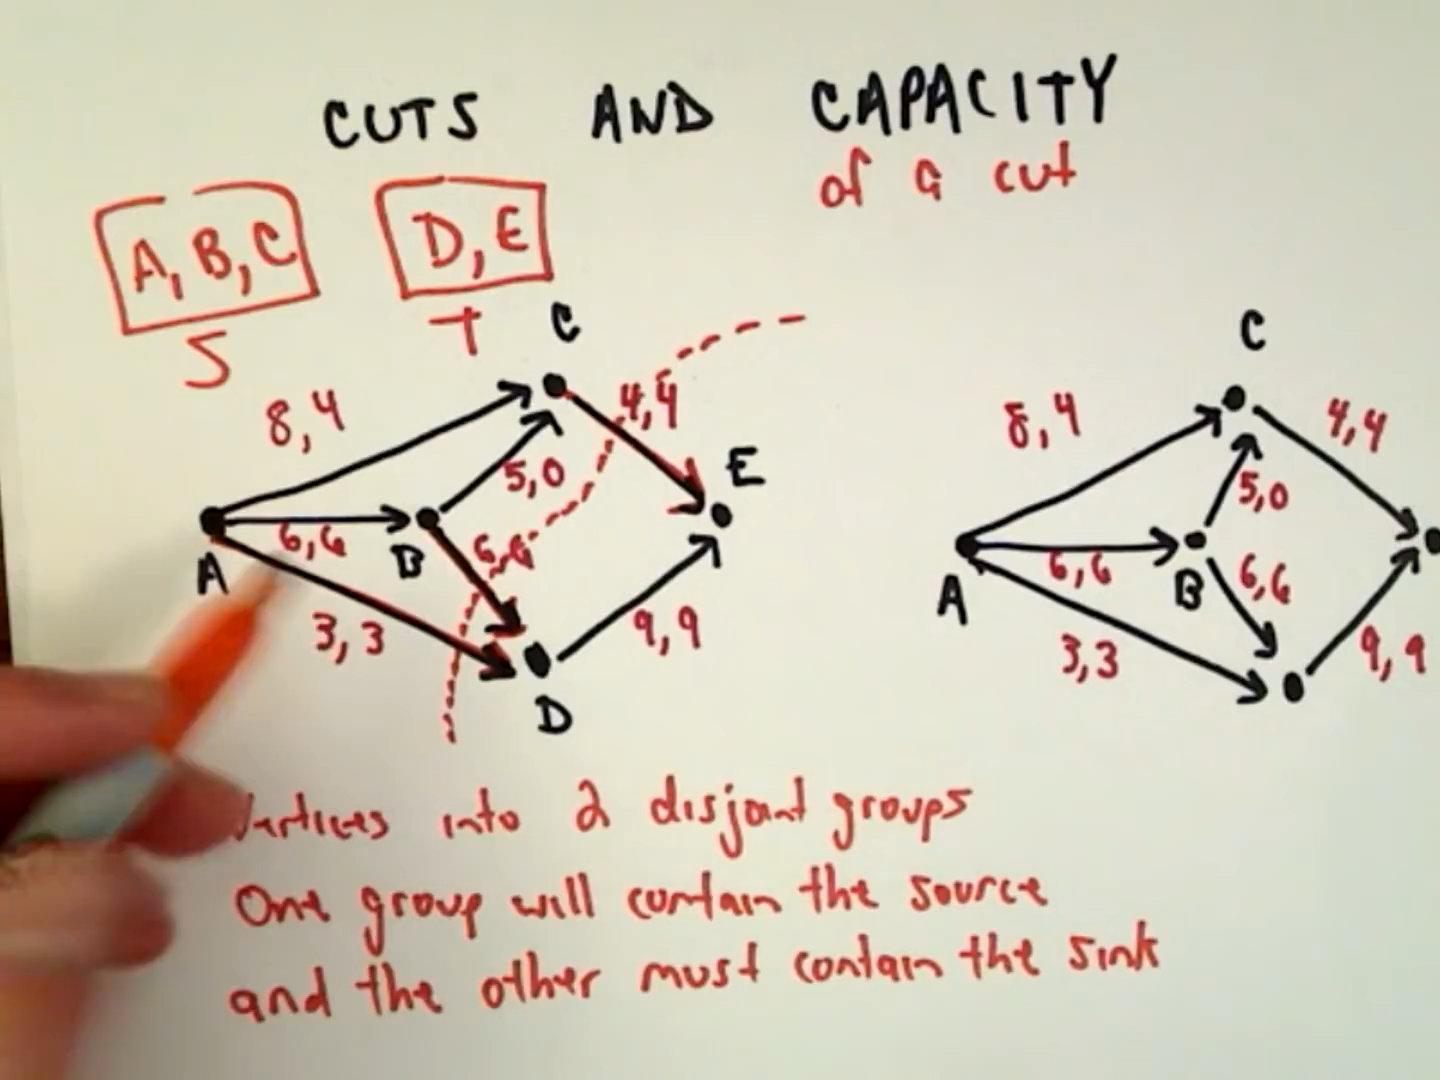 CUTS AND CAPACITY
of a cut
A, B, C
D, E
S
T
C
8,4
4,4
E
5,0
6,6
B
6,6
A
3,3
9,9
D
C
8,4
4,4
5,0
6,6
B
6,6
A
3,3
9,9
vertices into 2 disjoint groups
One group will contain the source
and the other must contain the sink